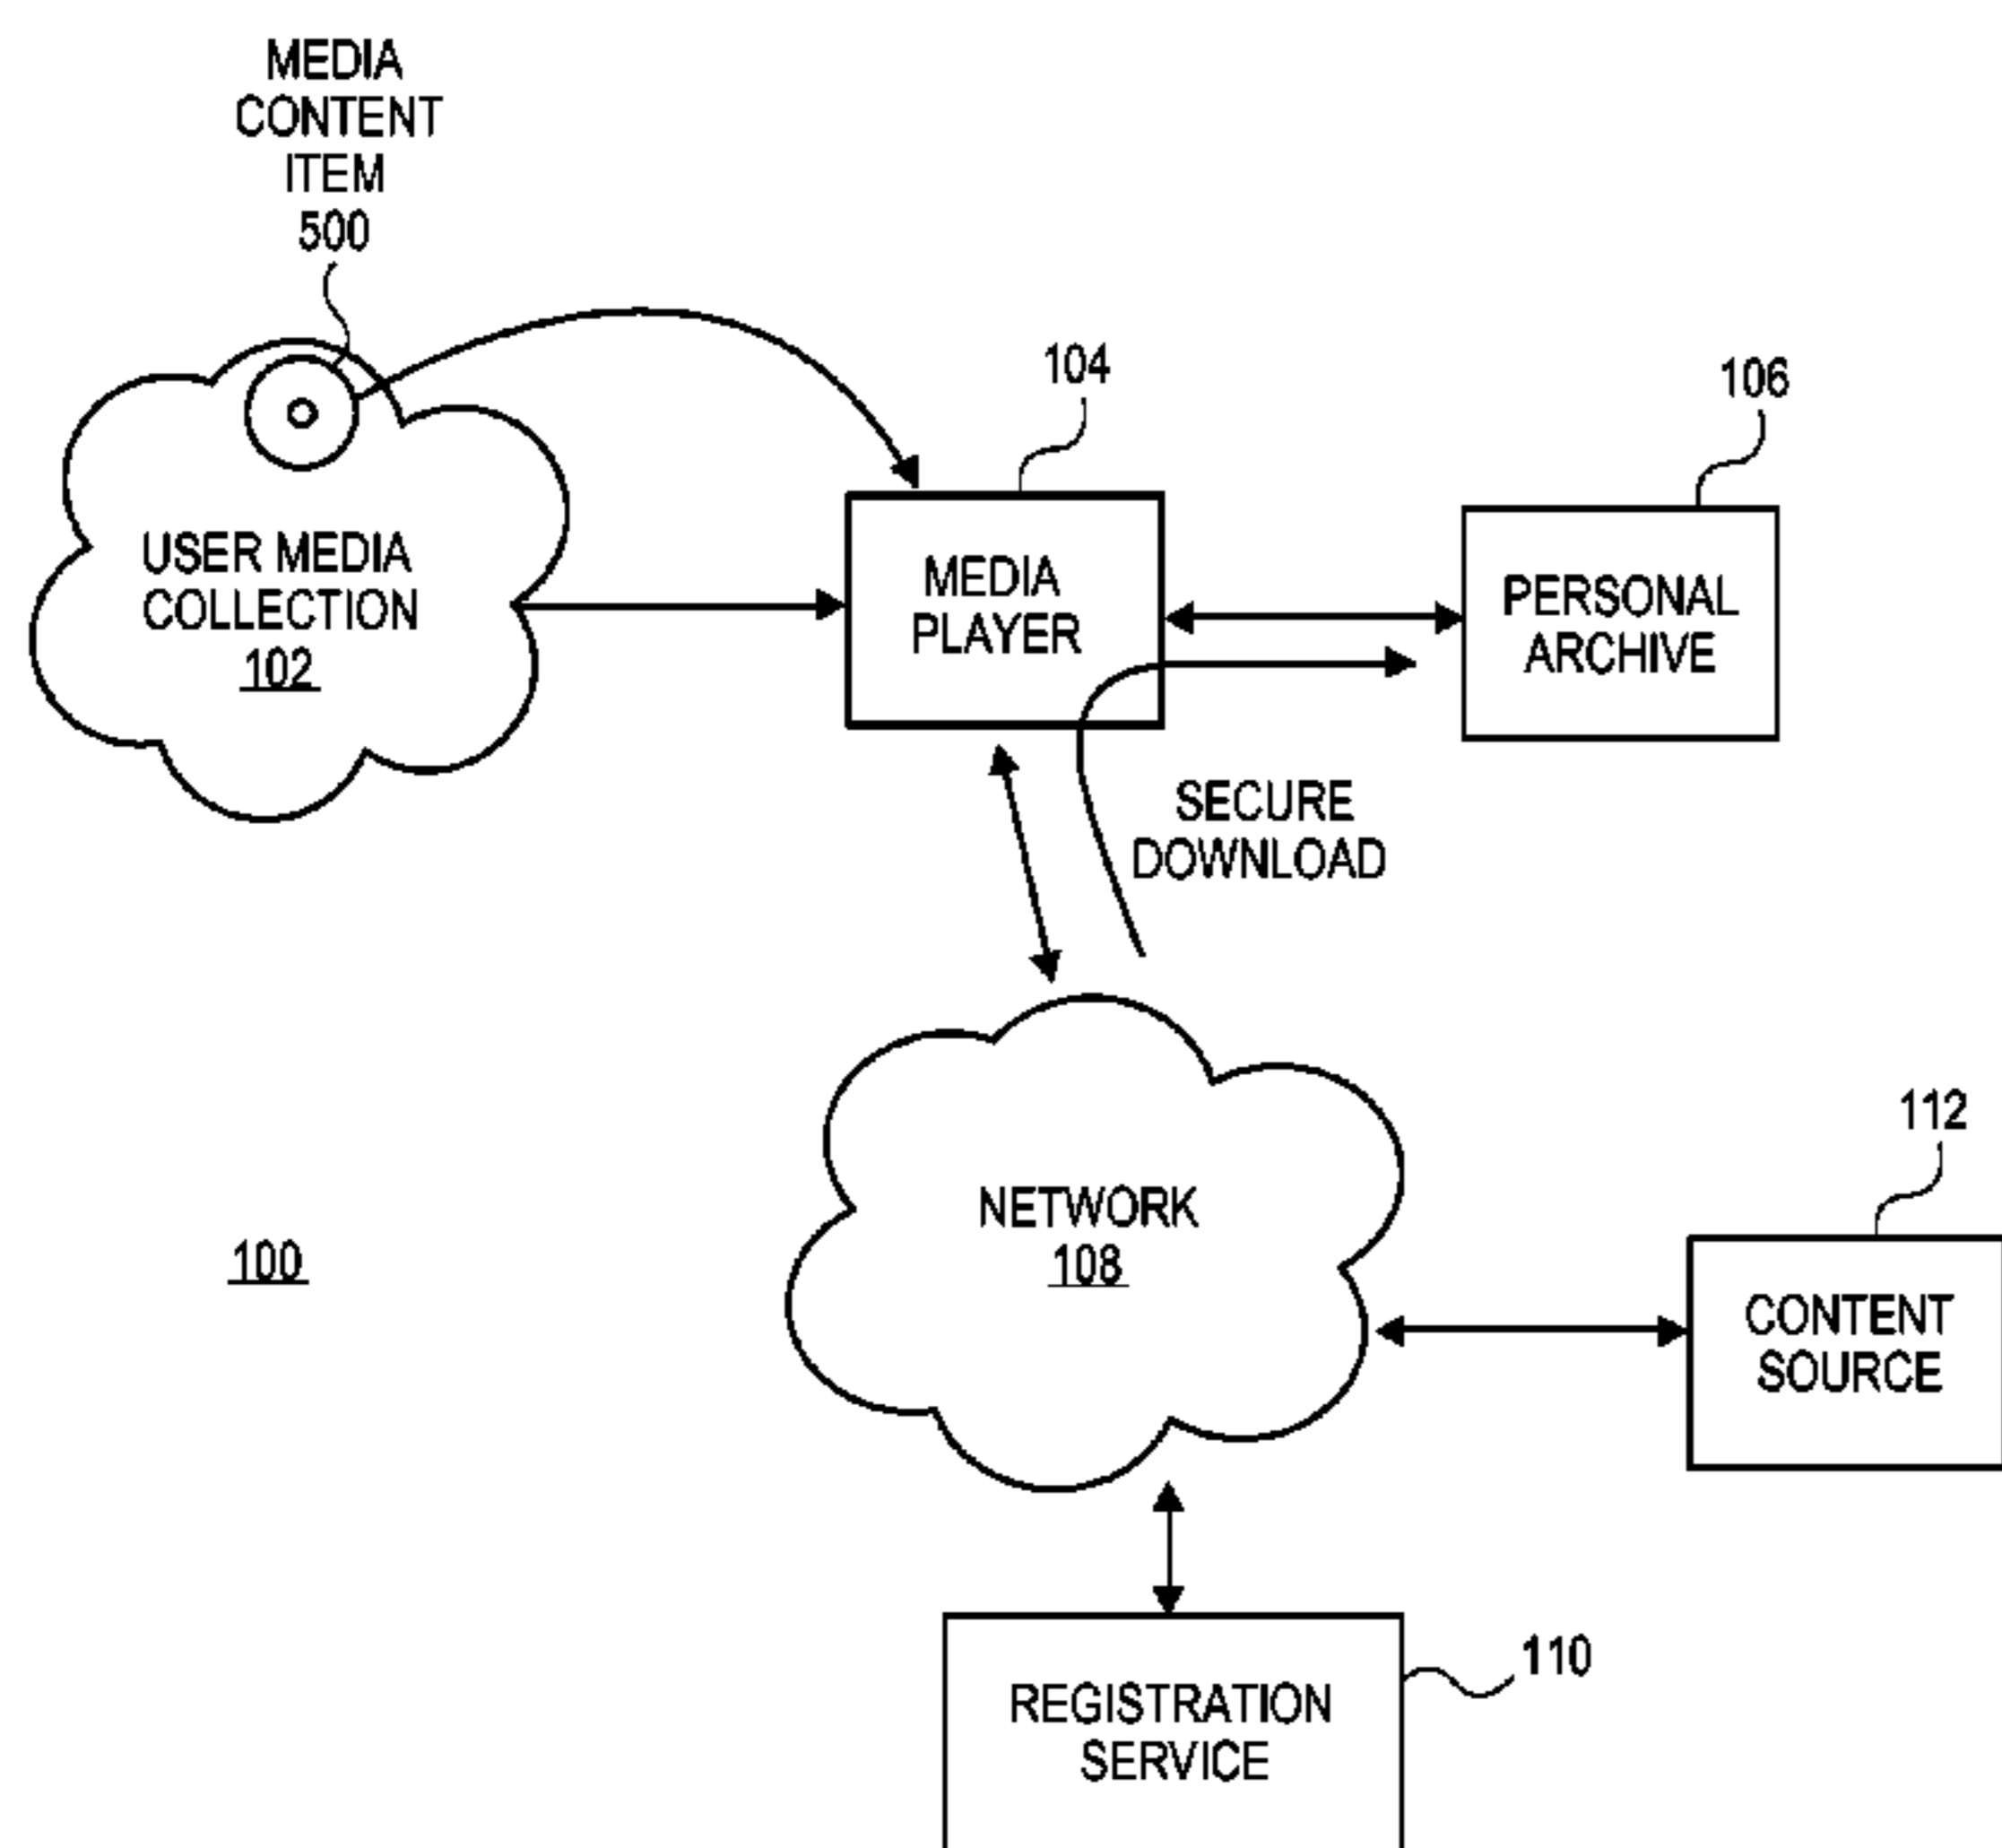 MEDIA
CONTENT
ITEM
500
104
106
USER MEDIA
COLLECTION
102
MEDIA
PLAYER
PERSONAL
ARCHIVE
SECURE
DOWNLOAD
112
NETWORK
108
100
CONTENT
SOURCE
110
REGISTRATION
SERVICE